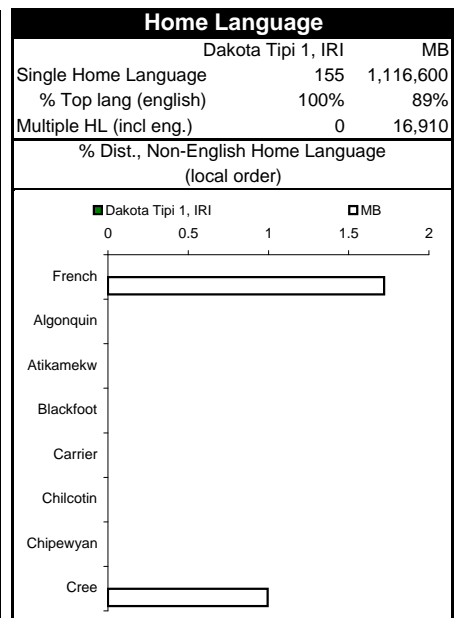 Home Language
Dakota Tipi 1, IRI MB
Single Home Language 155 1,116,600
% Top lang (english) 100% 89%
Multiple HL (incl eng.) 0 16,910
% Dist., Non-English Home Language
(local order)
Dakota Tipi 1, IRI MB
0 0.5 1 1.5 2
French
Algonquin
Atikamekw
Blackfoot
Carrier
Chilcotin
Chipewyan
Cree